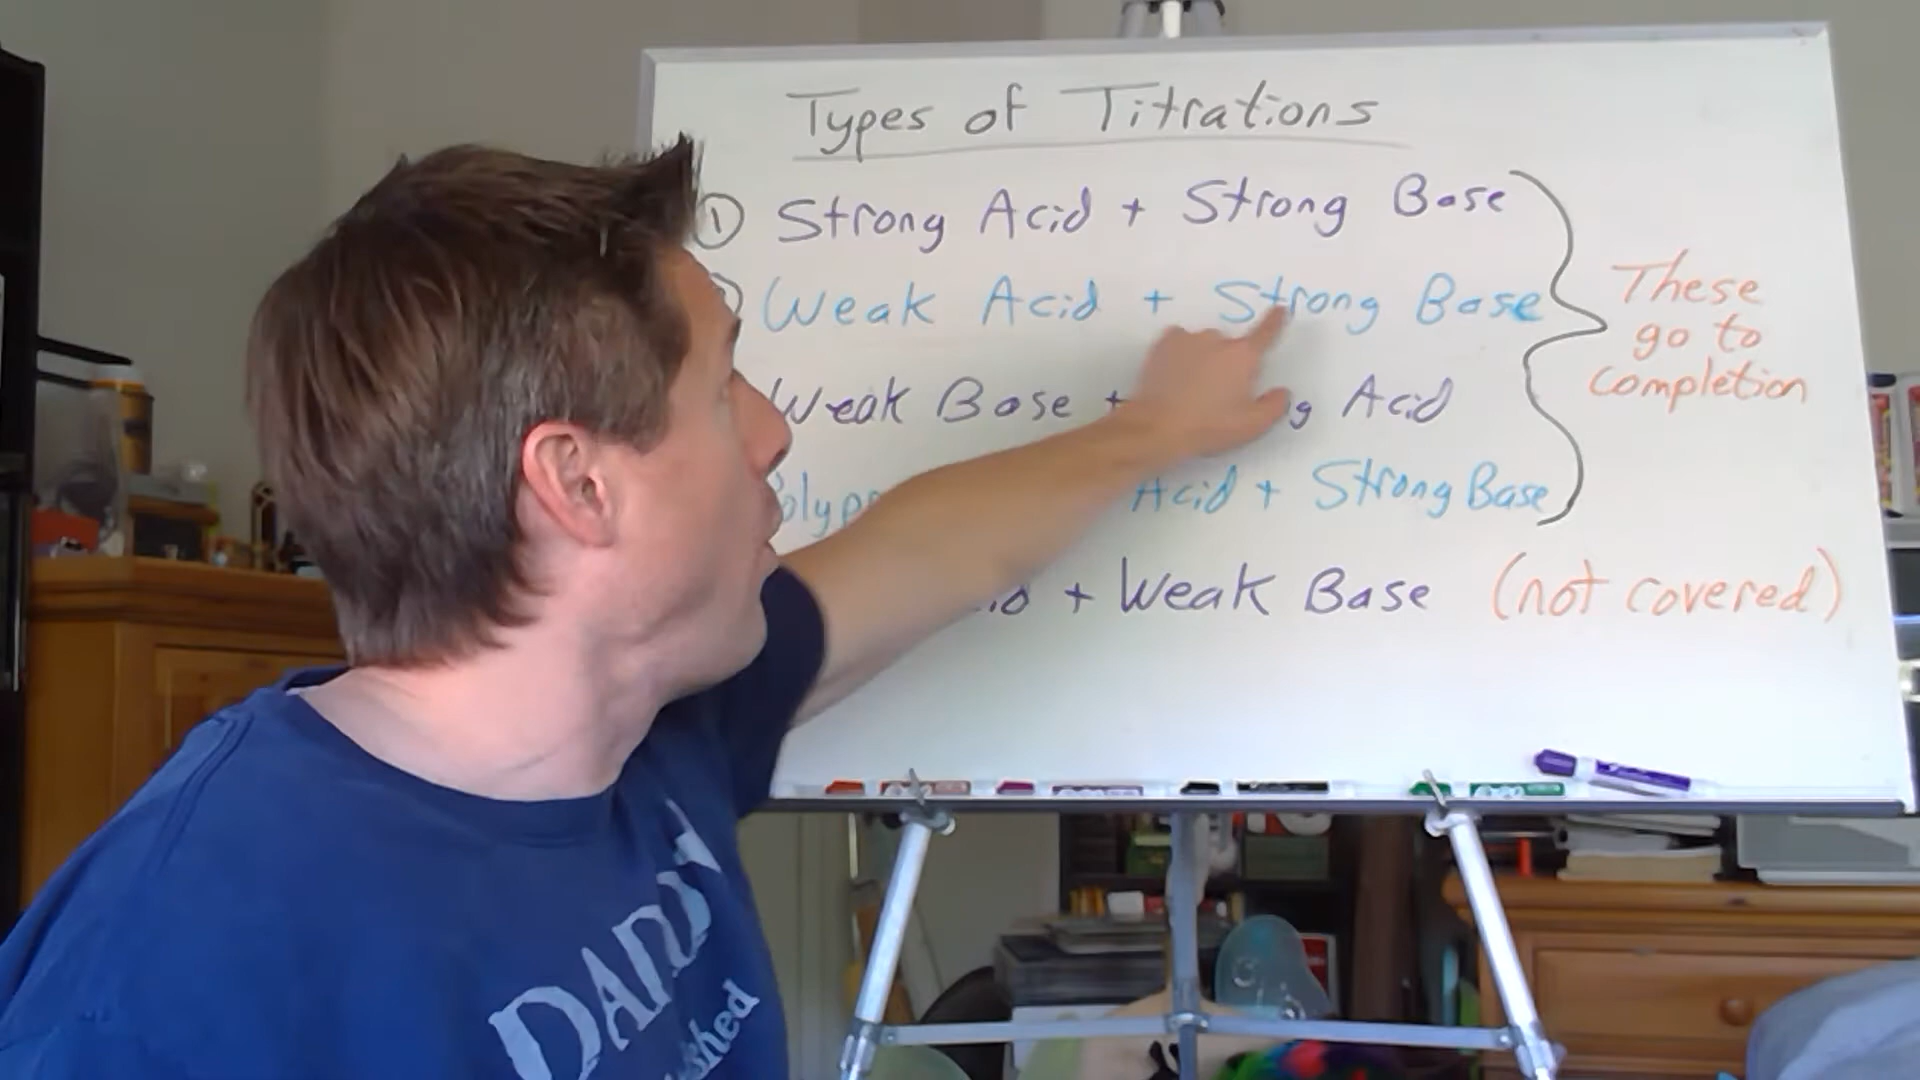 Types of Titrations
① Strong Acid + Strong Base
Weak Acid + Strong Base
Weak Base + g Acid
Acid + Strong Base
+ Weak Base (not covered)
These
go to
completion
DAD